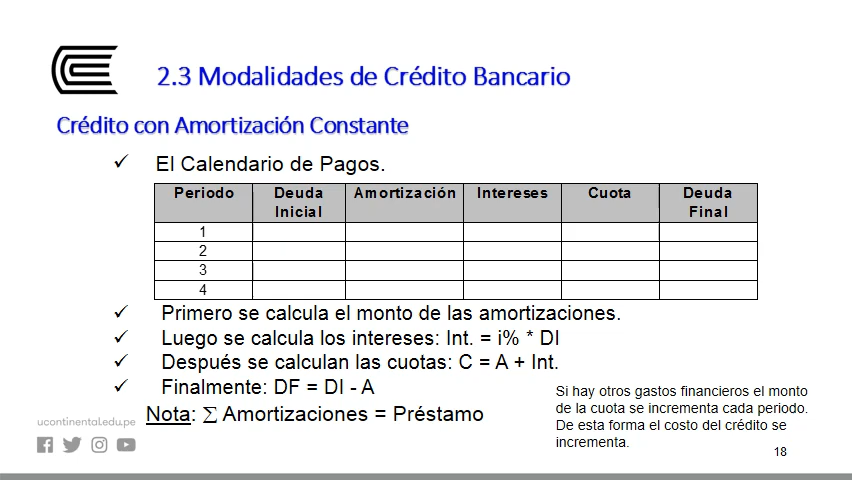 2.3 Modalidades de Crédito Bancario
Crédito con Amortización Constante
✓ El Calendario de Pagos.
Periodo Deuda Inicial Amortización Intereses Cuota Deuda Final
1
2
3
4
✓ Primero se calcula el monto de las amortizaciones.
✓ Luego se calcula los intereses: Int. = i% * DI
✓ Después se calculan las cuotas: C = A + Int.
✓ Finalmente: DF = DI - A
Nota: ∑ Amortizaciones = Préstamo
Si hay otros gastos financieros el monto
de la cuota se incrementa cada periodo.
De esta forma el costo del crédito se
incrementa.
ucontinental.edu.pe
18